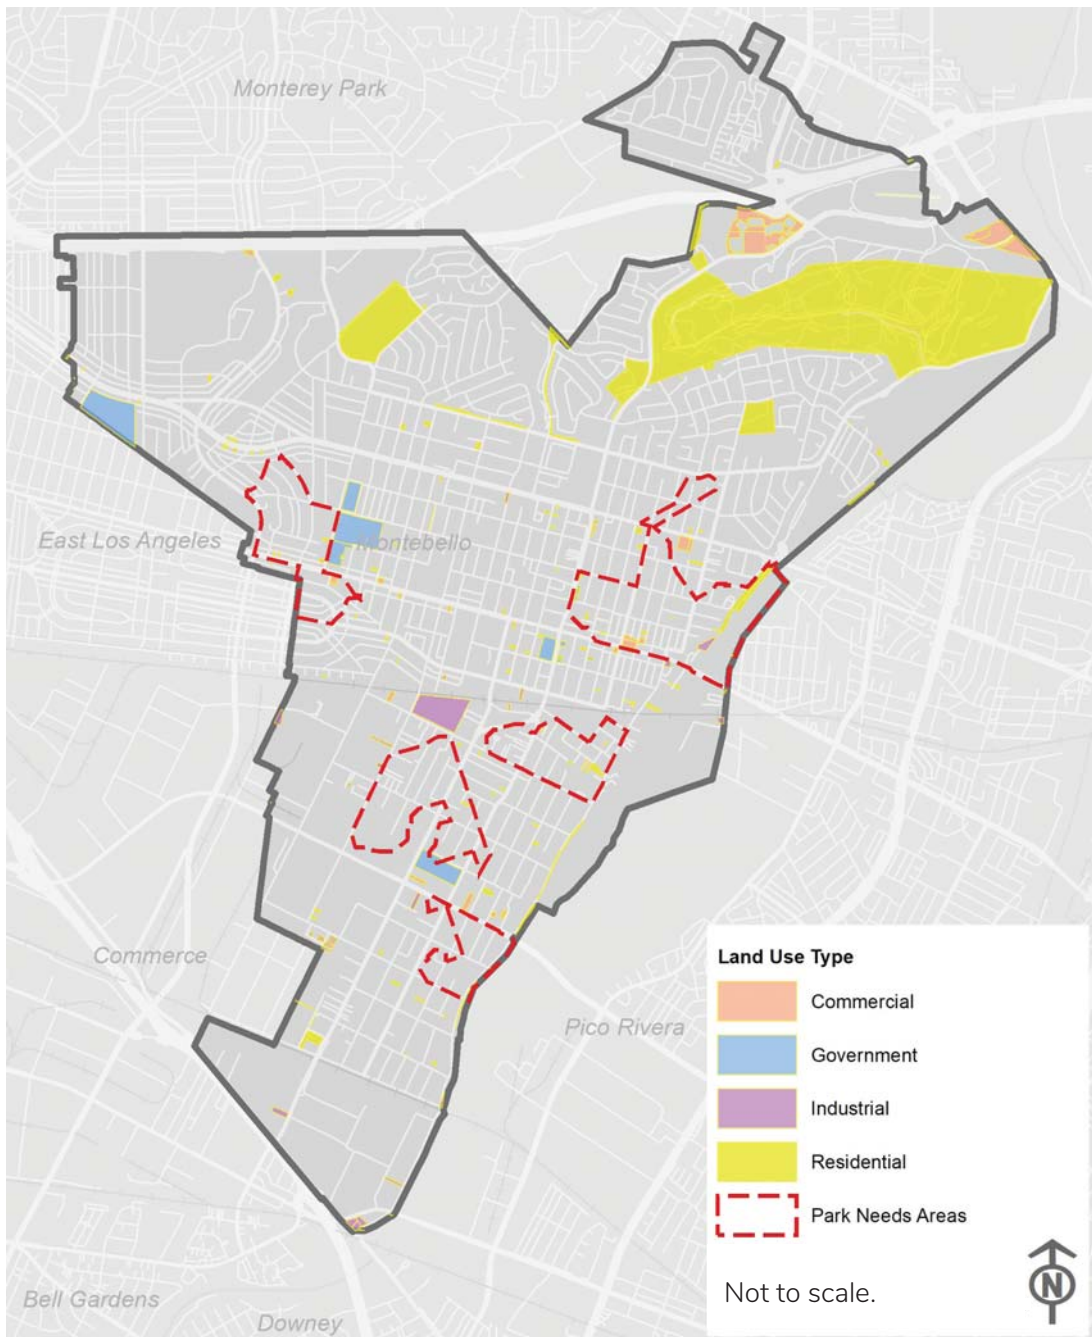 Monterey Park
East Los Angeles
Montebello
Commerce
Pico Rivera
Bell Gardens
Downey
Land Use Type
Commercial
Government
Industrial
Residential
Park Needs Areas
Not to scale.
N